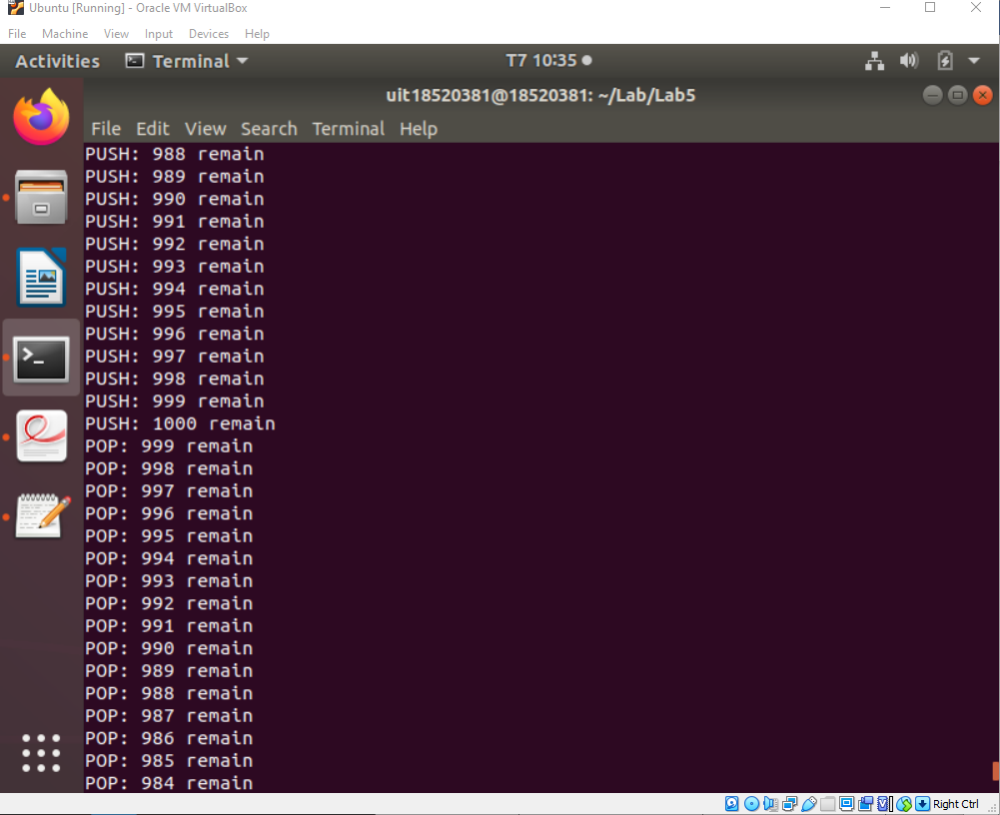 Ubuntu [Running] - Oracle VM VirtualBox
File Machine View Input Devices Help
Activities Terminal T7 10:35
uit18520381@18520381: ~/Lab/Lab5
File Edit View Search Terminal Help
PUSH: 988 remain
PUSH: 989 remain
PUSH: 990 remain
PUSH: 991 remain
PUSH: 992 remain
PUSH: 993 remain
PUSH: 994 remain
PUSH: 995 remain
PUSH: 996 remain
PUSH: 997 remain
PUSH: 998 remain
PUSH: 999 remain
PUSH: 1000 remain
POP: 999 remain
POP: 998 remain
POP: 997 remain
POP: 996 remain
POP: 995 remain
POP: 994 remain
POP: 993 remain
POP: 992 remain
POP: 991 remain
POP: 990 remain
POP: 989 remain
POP: 988 remain
POP: 987 remain
POP: 986 remain
POP: 985 remain
POP: 984 remain
Right Ctrl